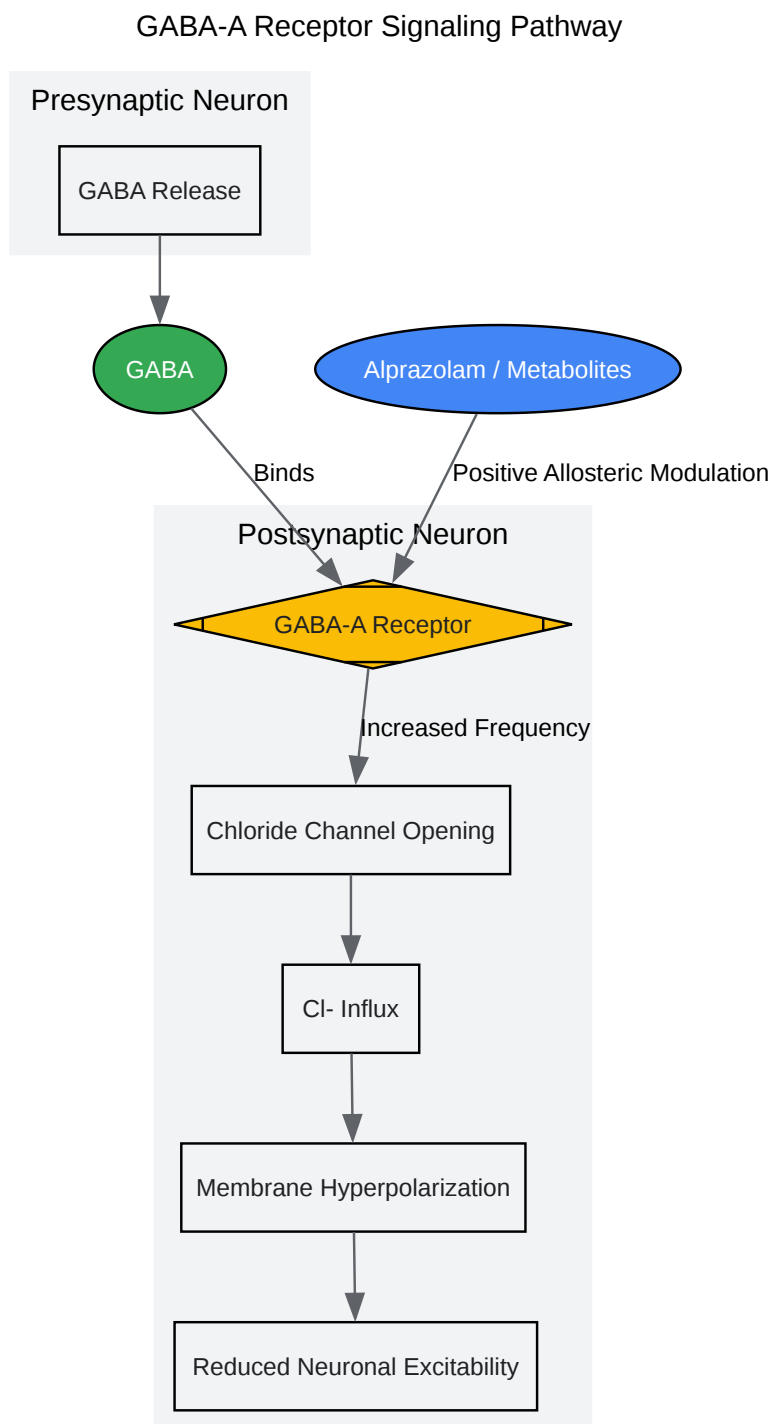 GABA-A Receptor Signaling Pathway
Presynaptic Neuron
GABA Release
GABA
Alprazolam / Metabolites
Binds
Positive Allosteric Modulation
Postsynaptic Neuron
GABA-A Receptor
Increased Frequency
Chloride Channel Opening
Cl- Influx
Membrane Hyperpolarization
Reduced Neuronal Excitability